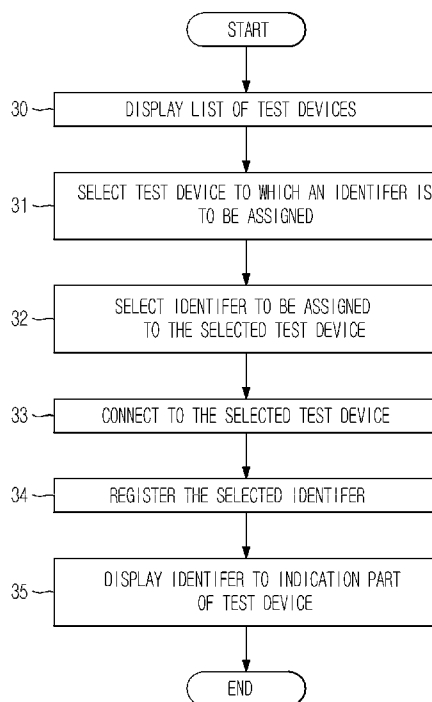 START
30
DISPLAY LIST OF TEST DEVICES
31
SELECT TEST DEVICE TO WHICH AN IDENTIFER IS
TO BE ASSIGNED
32
SELECT IDENTIFER TO BE ASSIGNED
TO THE SELECTED TEST DEVICE
33
CONNECT TO THE SELECTED TEST DEVICE
34
REGISTER THE SELECTED IDENTIFER
35
DISPLAY IDENTIFER TO INDICATION PART
OF TEST DEVICE
END